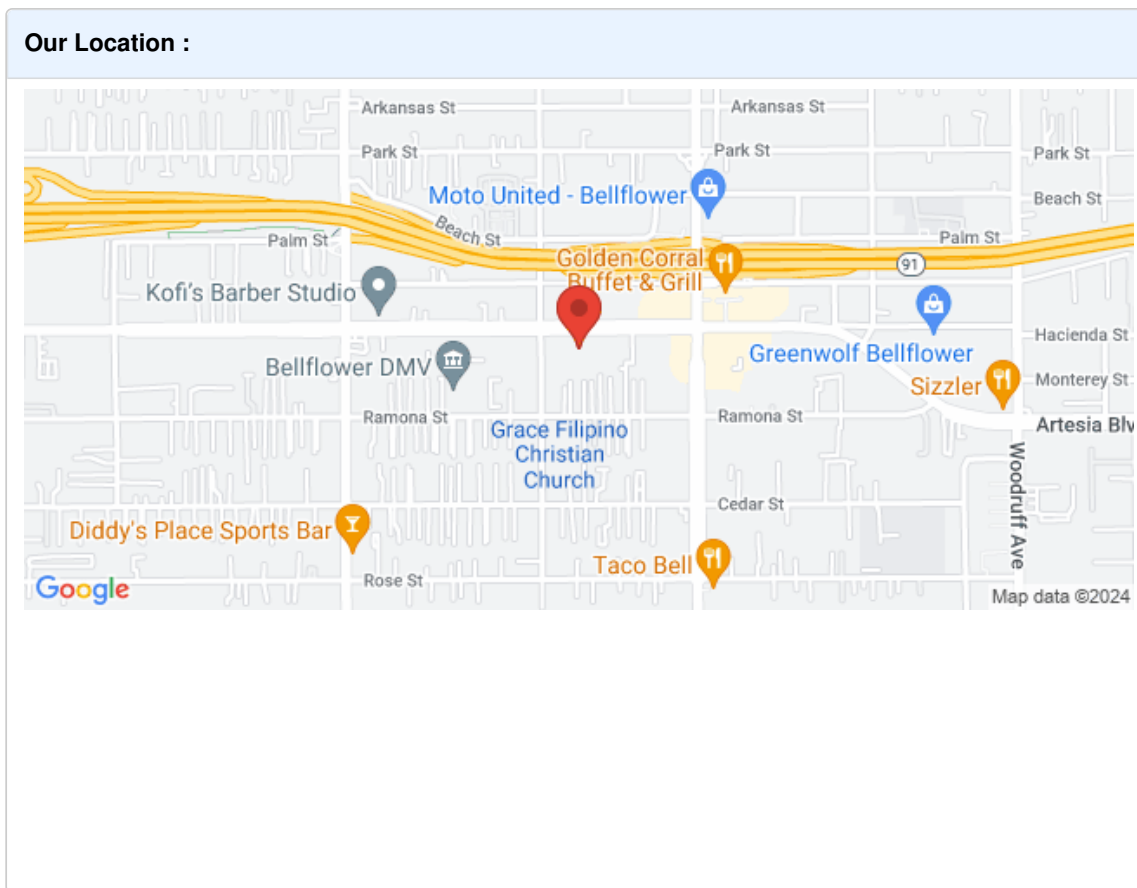 Our Location :
Arkansas St
Arkansas St
Park St
Park St
Park St
Moto United - Bellflower
Beach St
Beach St
Palm St
Palm St
Golden Corral
Buffet & Grill
91
Kofi's Barber Studio
Hacienda St
Greenwolf Bellflower
Bellflower DMV
Monterey St
Sizzler
Ramona St
Ramona St
Artesia Blv
Grace Filipino
Christian
Church
Woodruff Ave
Cedar St
Diddy's Place Sports Bar
Taco Bell
Rose St
Google
Map data ©2024